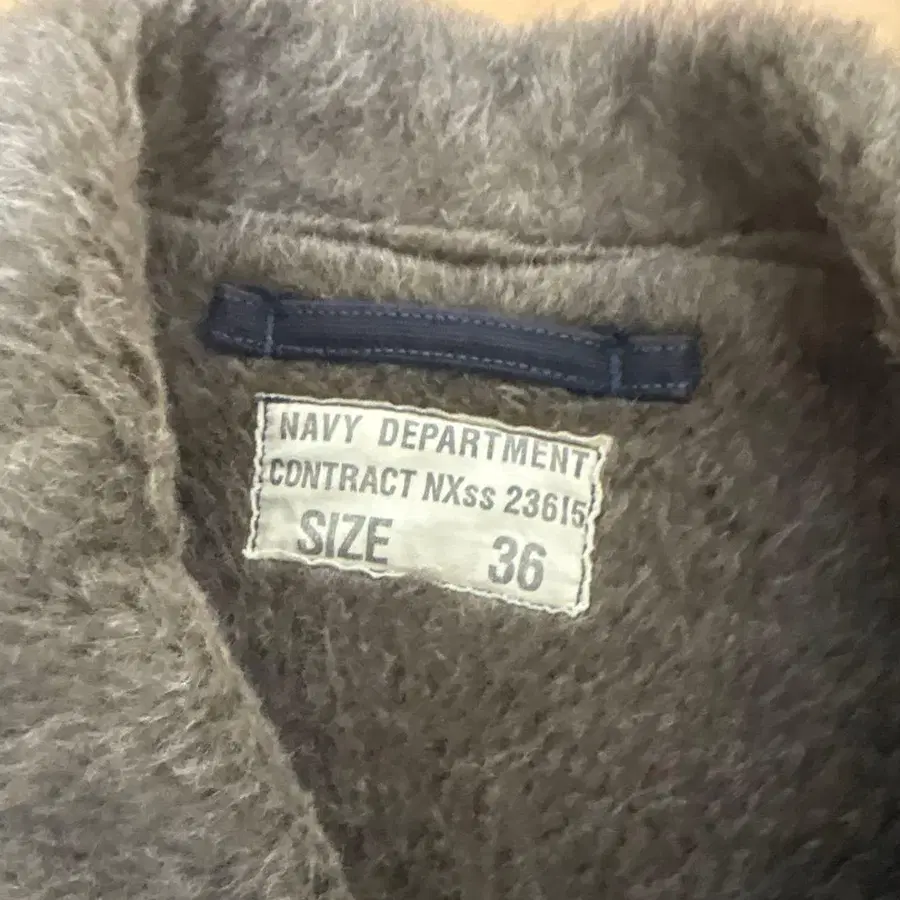 NAVY DEPARTMENT
CONTRACT NXss 23615
SIZE 36